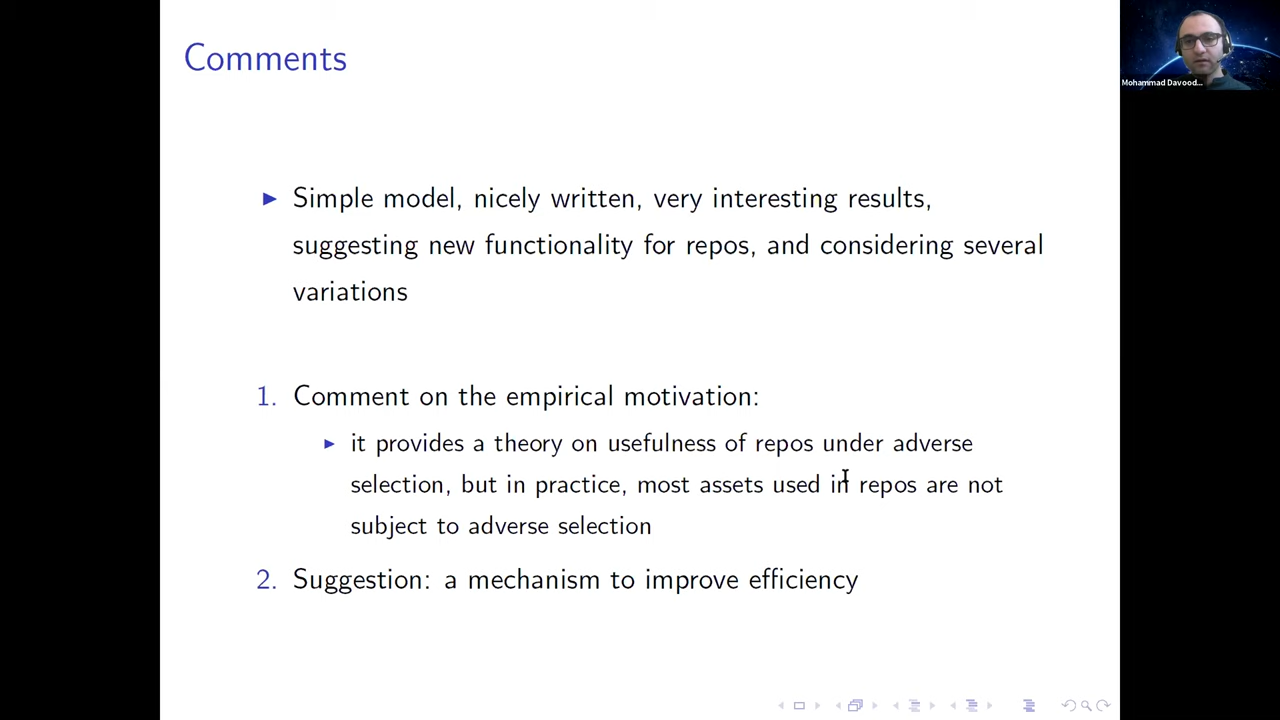 Comments
Mohammad Davood...
▶ Simple model, nicely written, very interesting results,
suggesting new functionality for repos, and considering several
variations
1. Comment on the empirical motivation:
▶ it provides a theory on usefulness of repos under adverse
selection, but in practice, most assets used in repos are not
subject to adverse selection
2. Suggestion: a mechanism to improve efficiency